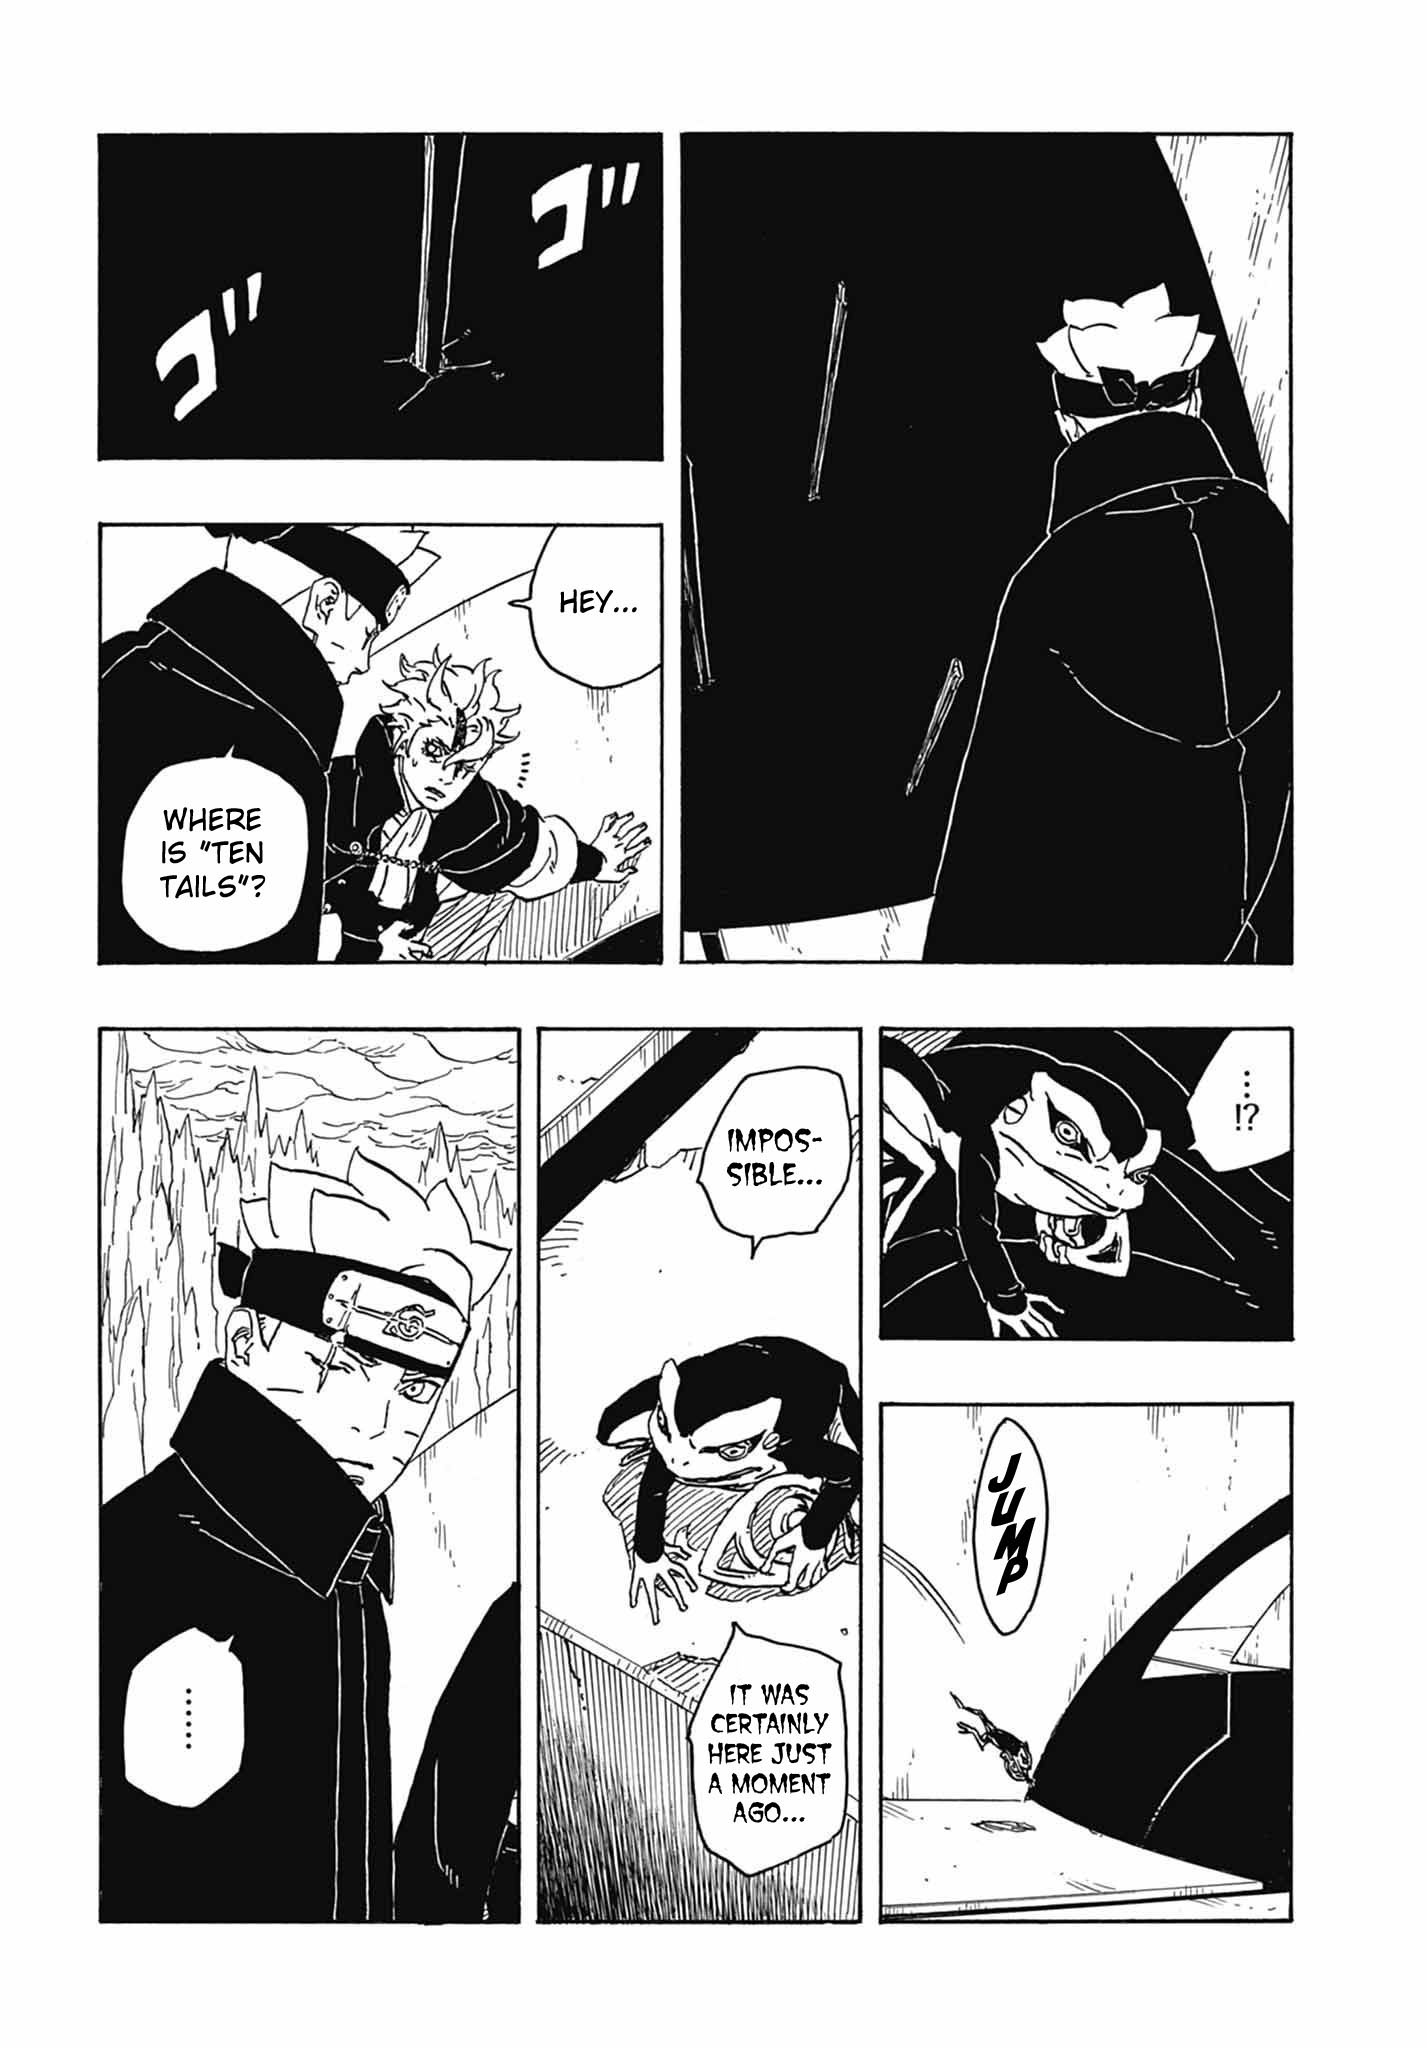 ゴ
ゴ
HEY...
WHERE
IS "TEN
TAILS"?
...
!?
JUMP
IMPOS-
SIBLE...
IT WAS
CERTAINLY
HERE JUST
A MOMENT
AGO...
......